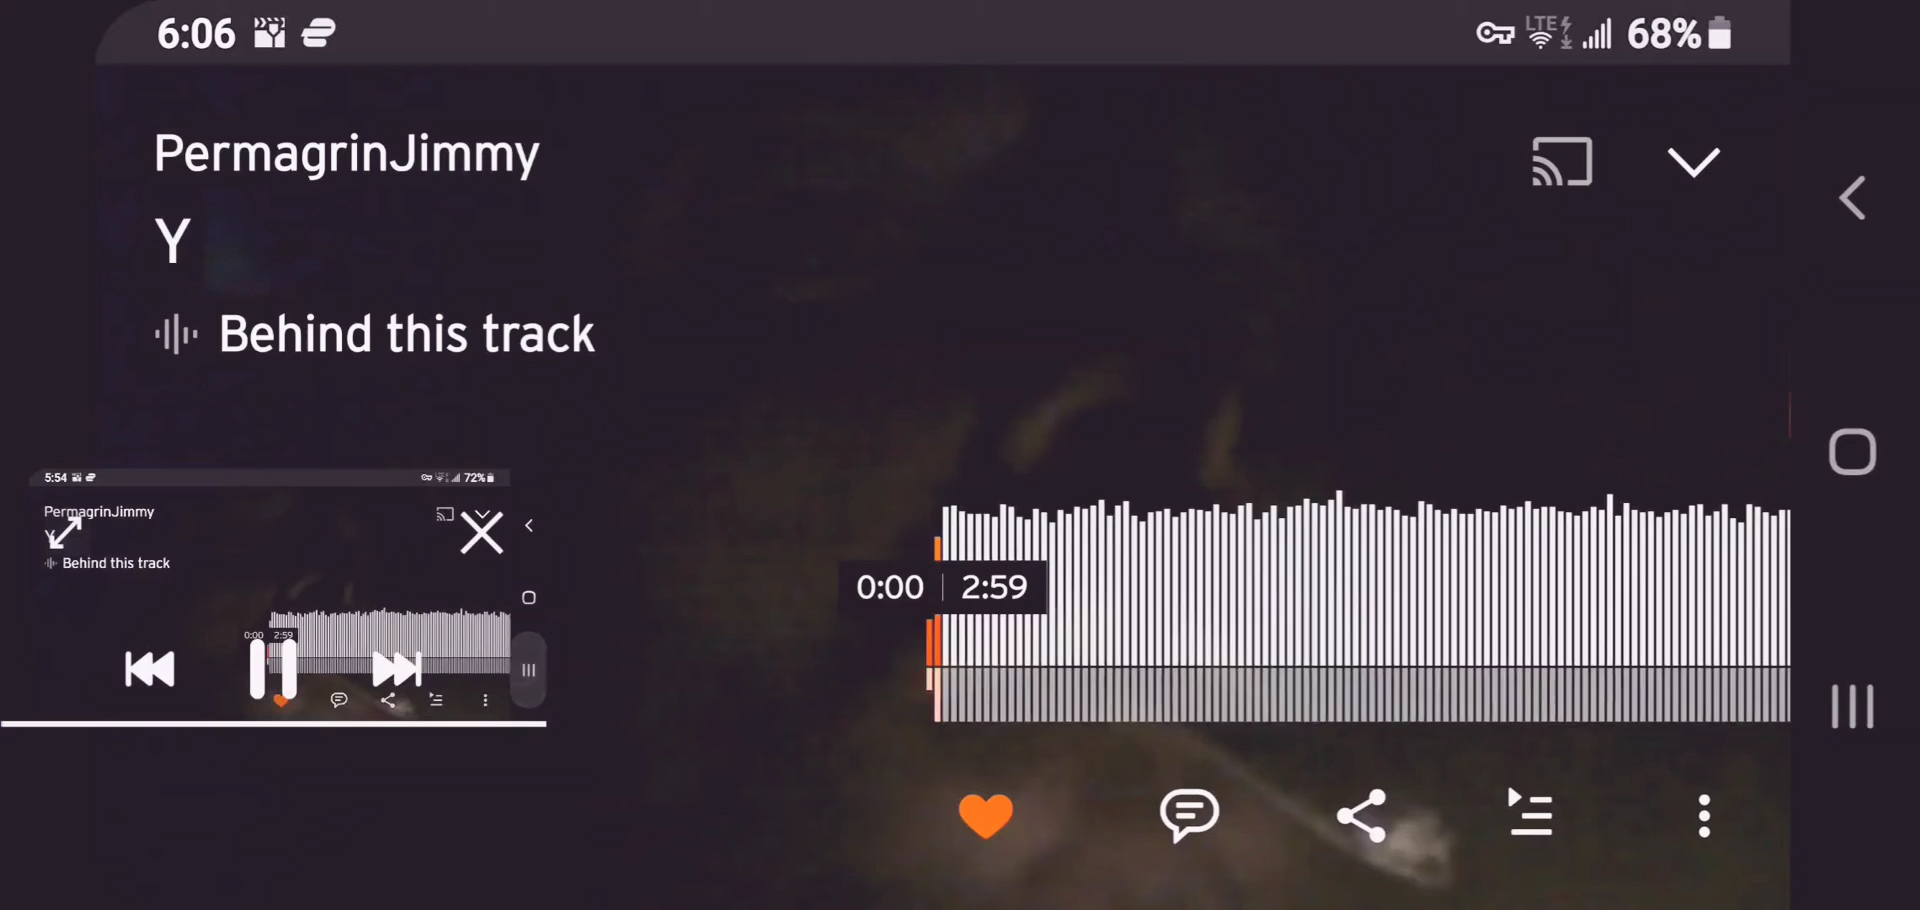 6:06 LTE 68%
PermagrinJimmy
Y
Behind this track
5:54 72%
PermagrinJimmy
Y
Behind this track
0:00 2:59
0:00 2:59